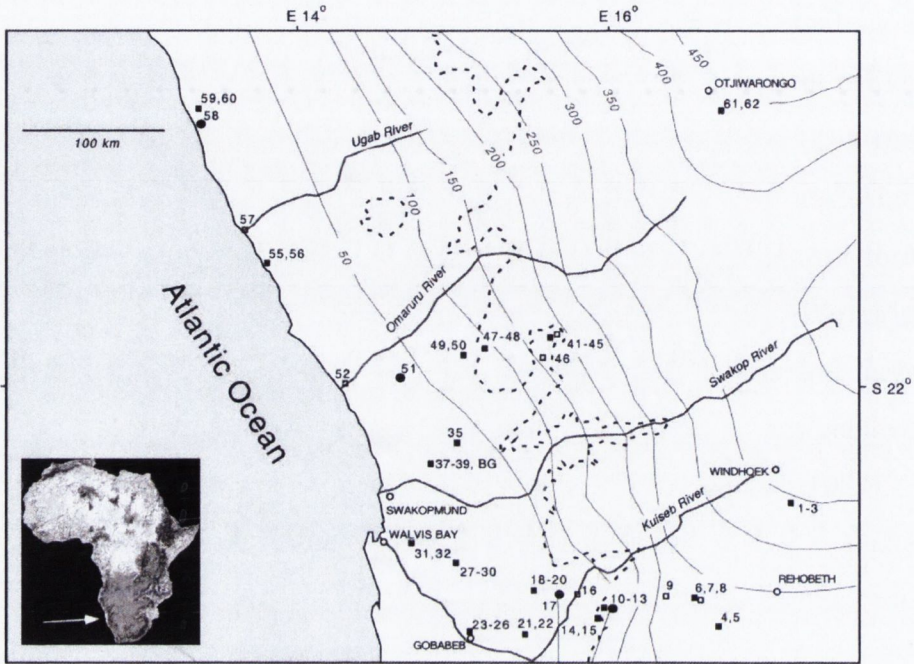 E 14°
E 16°
450
400
OTJIWARONGO
59,60
58
350
61,62
300
100 km
Ugab River
250
200
150
100
57
50
55,56
Omaruru River
Atlantic Ocean
47-48
41-45
49,50
46
Swakop River
52
51
S 22°
35
37-39, BG
WINDHOEK
SWAKOPMUND
Kuiseb River
1-3
WALVIS BAY
31,32
27-30
REHOBETH
18-20
16
9
6,7,8
17
10-13
23-26
21,22
14,15
4,5
GOBABEB